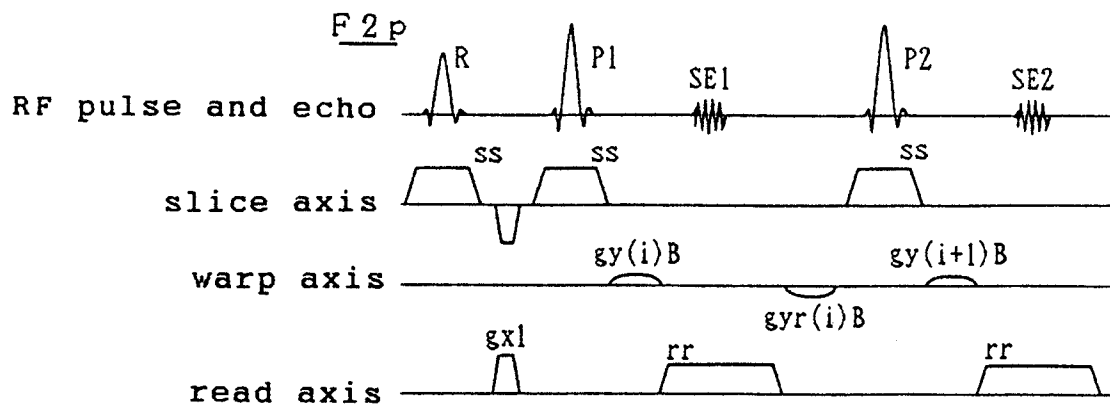 F2p
R P1 SE1 P2 SE2
RF pulse and echo
ss ss ss
slice axis
gy(i)B gy(i+1)B
warp axis
gyr(i)B
gx1 rr rr
read axis